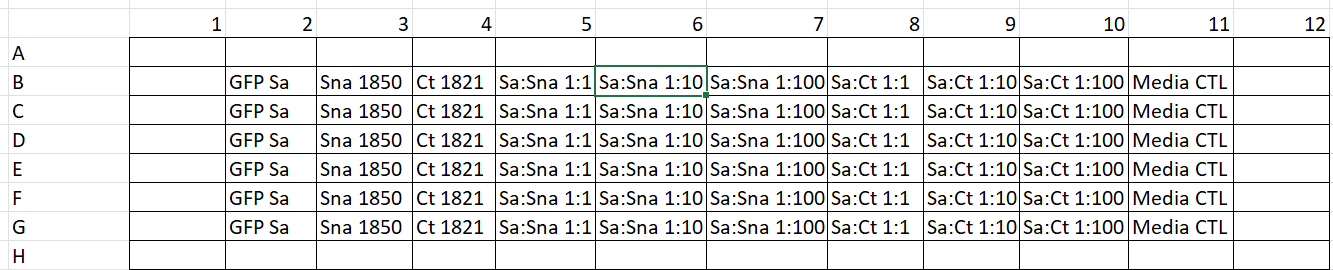 1 2 3 4 5 6 7 8 9 10 11 12
A
B GFP Sa Sna 1850 Ct 1821 Sa:Sna 1:1 Sa:Sna 1:10 Sa:Sna 1:100 Sa:Ct 1:1 Sa:Ct 1:10 Sa:Ct 1:100 Media CTL
C GFP Sa Sna 1850 Ct 1821 Sa:Sna 1:1 Sa:Sna 1:10 Sa:Sna 1:100 Sa:Ct 1:1 Sa:Ct 1:10 Sa:Ct 1:100 Media CTL
D GFP Sa Sna 1850 Ct 1821 Sa:Sna 1:1 Sa:Sna 1:10 Sa:Sna 1:100 Sa:Ct 1:1 Sa:Ct 1:10 Sa:Ct 1:100 Media CTL
E GFP Sa Sna 1850 Ct 1821 Sa:Sna 1:1 Sa:Sna 1:10 Sa:Sna 1:100 Sa:Ct 1:1 Sa:Ct 1:10 Sa:Ct 1:100 Media CTL
F GFP Sa Sna 1850 Ct 1821 Sa:Sna 1:1 Sa:Sna 1:10 Sa:Sna 1:100 Sa:Ct 1:1 Sa:Ct 1:10 Sa:Ct 1:100 Media CTL
G GFP Sa Sna 1850 Ct 1821 Sa:Sna 1:1 Sa:Sna 1:10 Sa:Sna 1:100 Sa:Ct 1:1 Sa:Ct 1:10 Sa:Ct 1:100 Media CTL
H